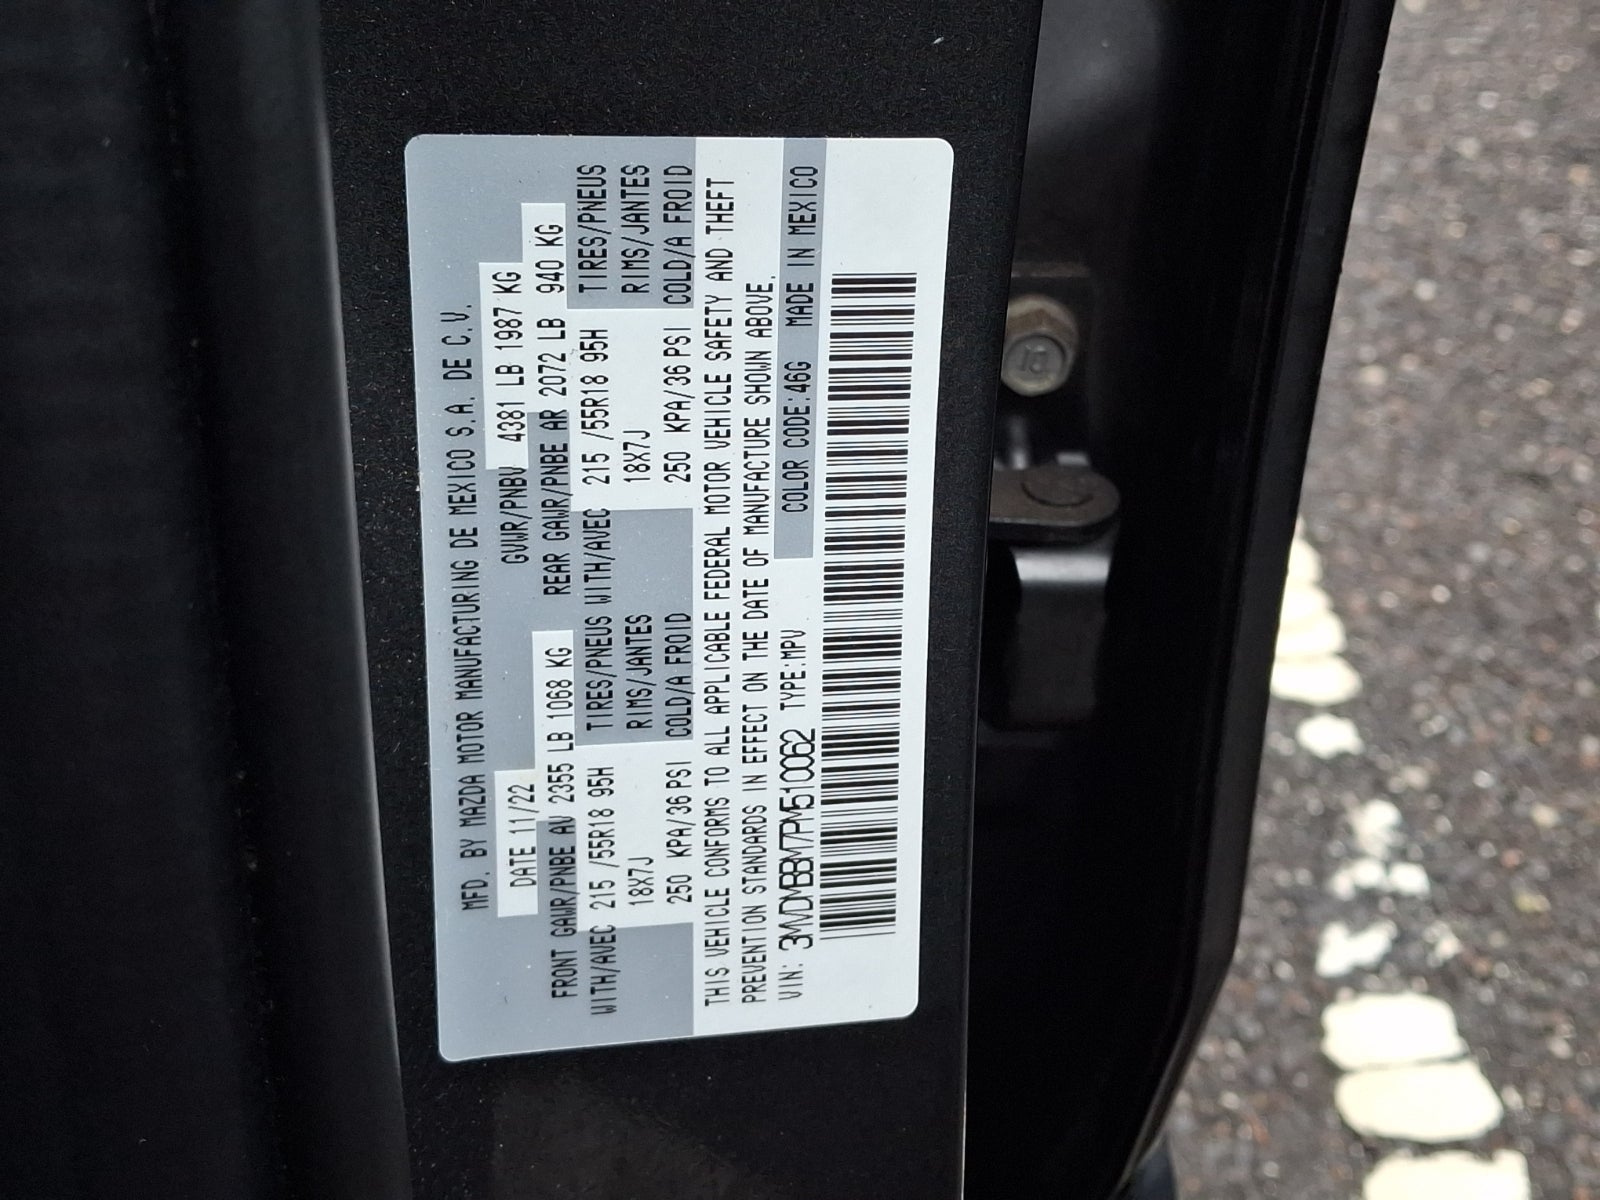 MFD. BY MAZDA MOTOR MANUFACTURING DE MEXICO S.A. DE C.V.
DATE 11/22 GVWR/PNBV 4381 LB 1987 KG
FRONT GAWR/PNBE AV 2355 LB 1068 KG REAR GAWR/PNBE AR 2072 LB 940 KG
WITH/AVEC 215 /55R18 95H TIRES/PNEUS WITH/AVEC 215 /55R18 95H TIRES/PNEUS
18X7J RIMS/JANTES 18X7J RIMS/JANTES
250 KPA/36 PSI COLD/A FROID 250 KPA/36 PSI COLD/A FROID
THIS VEHICLE CONFORMS TO ALL APPLICABLE FEDERAL MOTOR VEHICLE SAFETY AND THEFT
PREVENTION STANDARDS IN EFFECT ON THE DATE OF MANUFACTURE SHOWN ABOVE.
VIN: 3MVDMBBM7PM510062 TYPE:MPV COLOR CODE:46G MADE IN MEXICO